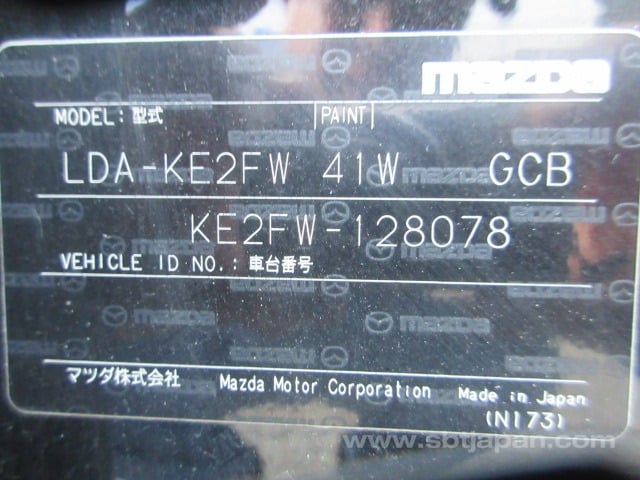 mazda
MODEL: 型式 PAINT
LDA-KE2FW 41W GCB
KE2FW-128078
VEHICLE ID NO.: 車台番号
マツダ株式会社 Mazda Motor Corporation Made in Japan
(N173)
www.sbtjapan.com